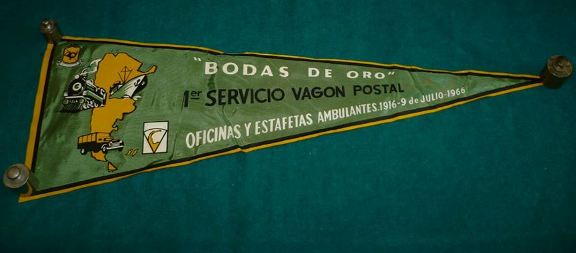 "BODAS DE ORO"
1er SERVICIO VAGON POSTAL
OFICINAS Y ESTAFETAS AMBULANTES.1916-9 de JULIO-1966